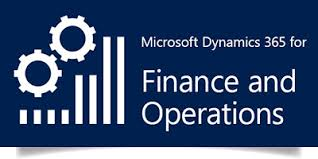 Microsoft Dynamics 365 for
Finance and
Operations